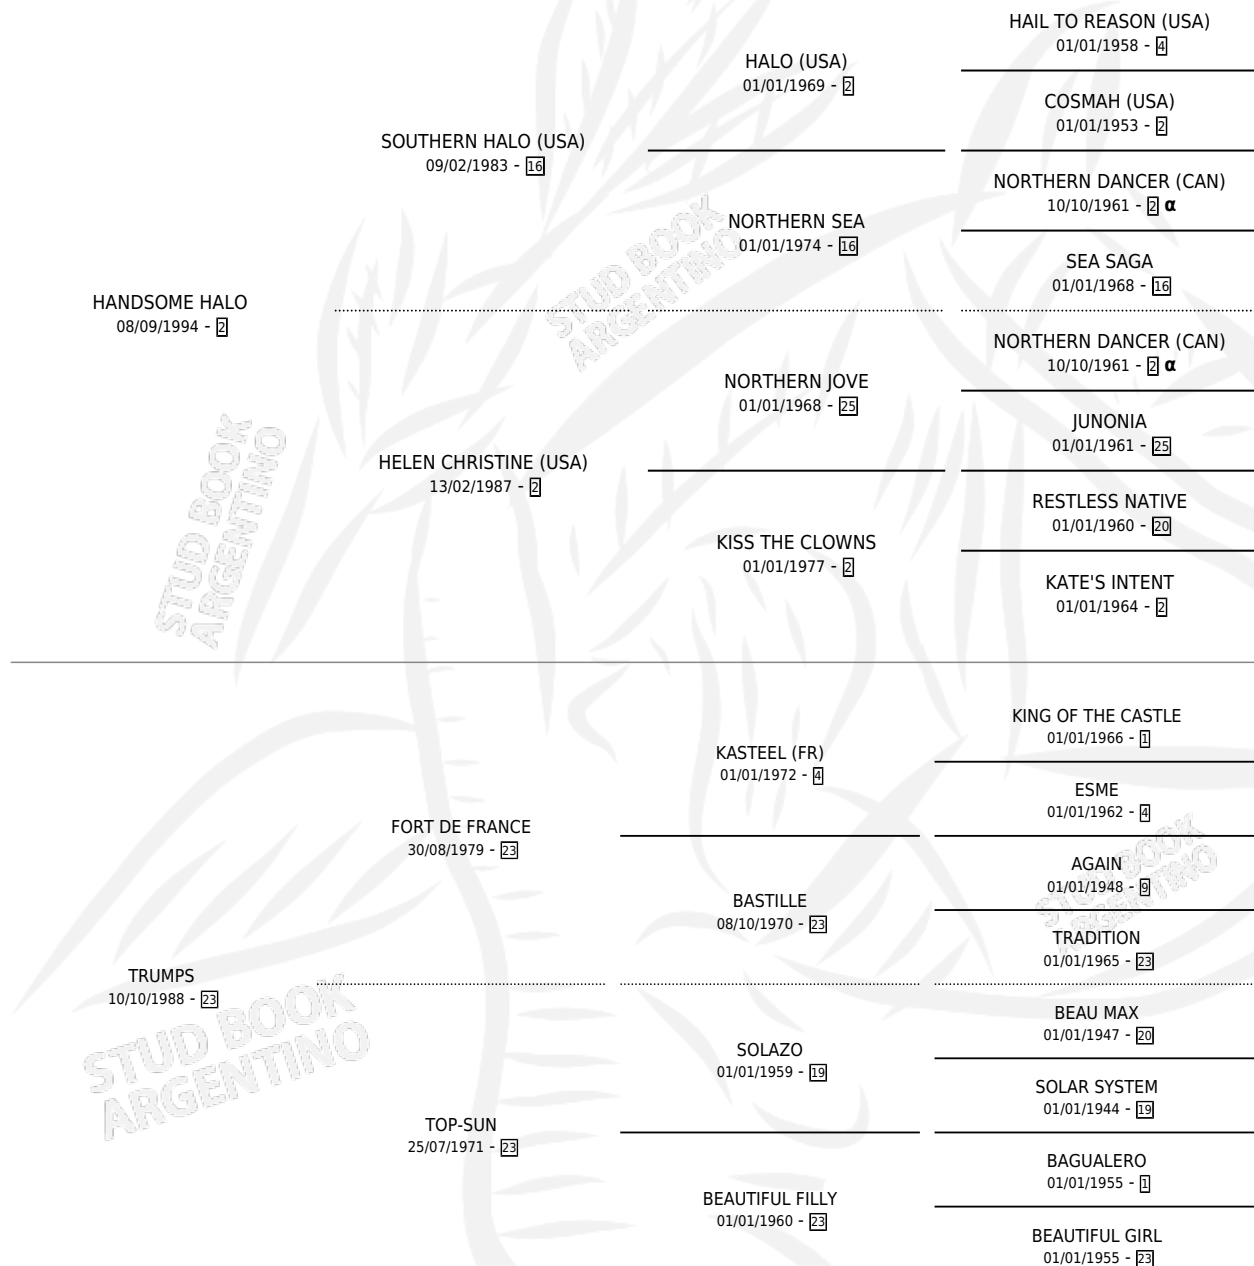 HAIL TO REASON (USA)
01/01/1958 - 4
HALO (USA)
01/01/1969 - 2
COSMAH (USA)
01/01/1953 - 2
SOUTHERN HALO (USA)
09/02/1983 - 16
NORTHERN DANCER (CAN)
10/10/1961 - 2 α
NORTHERN SEA
01/01/1974 - 16
SEA SAGA
01/01/1968 - 16
HANDSOME HALO
08/09/1994 - 2
NORTHERN DANCER (CAN)
10/10/1961 - 2 α
NORTHERN JOVE
01/01/1968 - 25
JUNONIA
01/01/1961 - 25
HELEN CHRISTINE (USA)
13/02/1987 - 2
RESTLESS NATIVE
01/01/1960 - 20
KISS THE CLOWNS
01/01/1977 - 2
KATE'S INTENT
01/01/1964 - 2
KING OF THE CASTLE
01/01/1966 - 1
KASTEEL (FR)
01/01/1972 - 4
ESME
01/01/1962 - 4
FORT DE FRANCE
30/08/1979 - 23
AGAIN
01/01/1948 - 9
BASTILLE
08/10/1970 - 23
TRADITION
01/01/1965 - 23
TRUMPS
10/10/1988 - 23
BEAU MAX
01/01/1947 - 20
SOLAZO
01/01/1959 - 19
SOLAR SYSTEM
01/01/1944 - 19
TOP-SUN
25/07/1971 - 23
BAGUALERO
01/01/1955 - 1
BEAUTIFUL FILLY
01/01/1960 - 23
BEAUTIFUL GIRL
01/01/1955 - 23
STUD BOOK
ARGENTINO
STUD BOOK
ARGENTINO
STUD BOOK
ARGENTINO
STUD BOOK
ARGENTINO